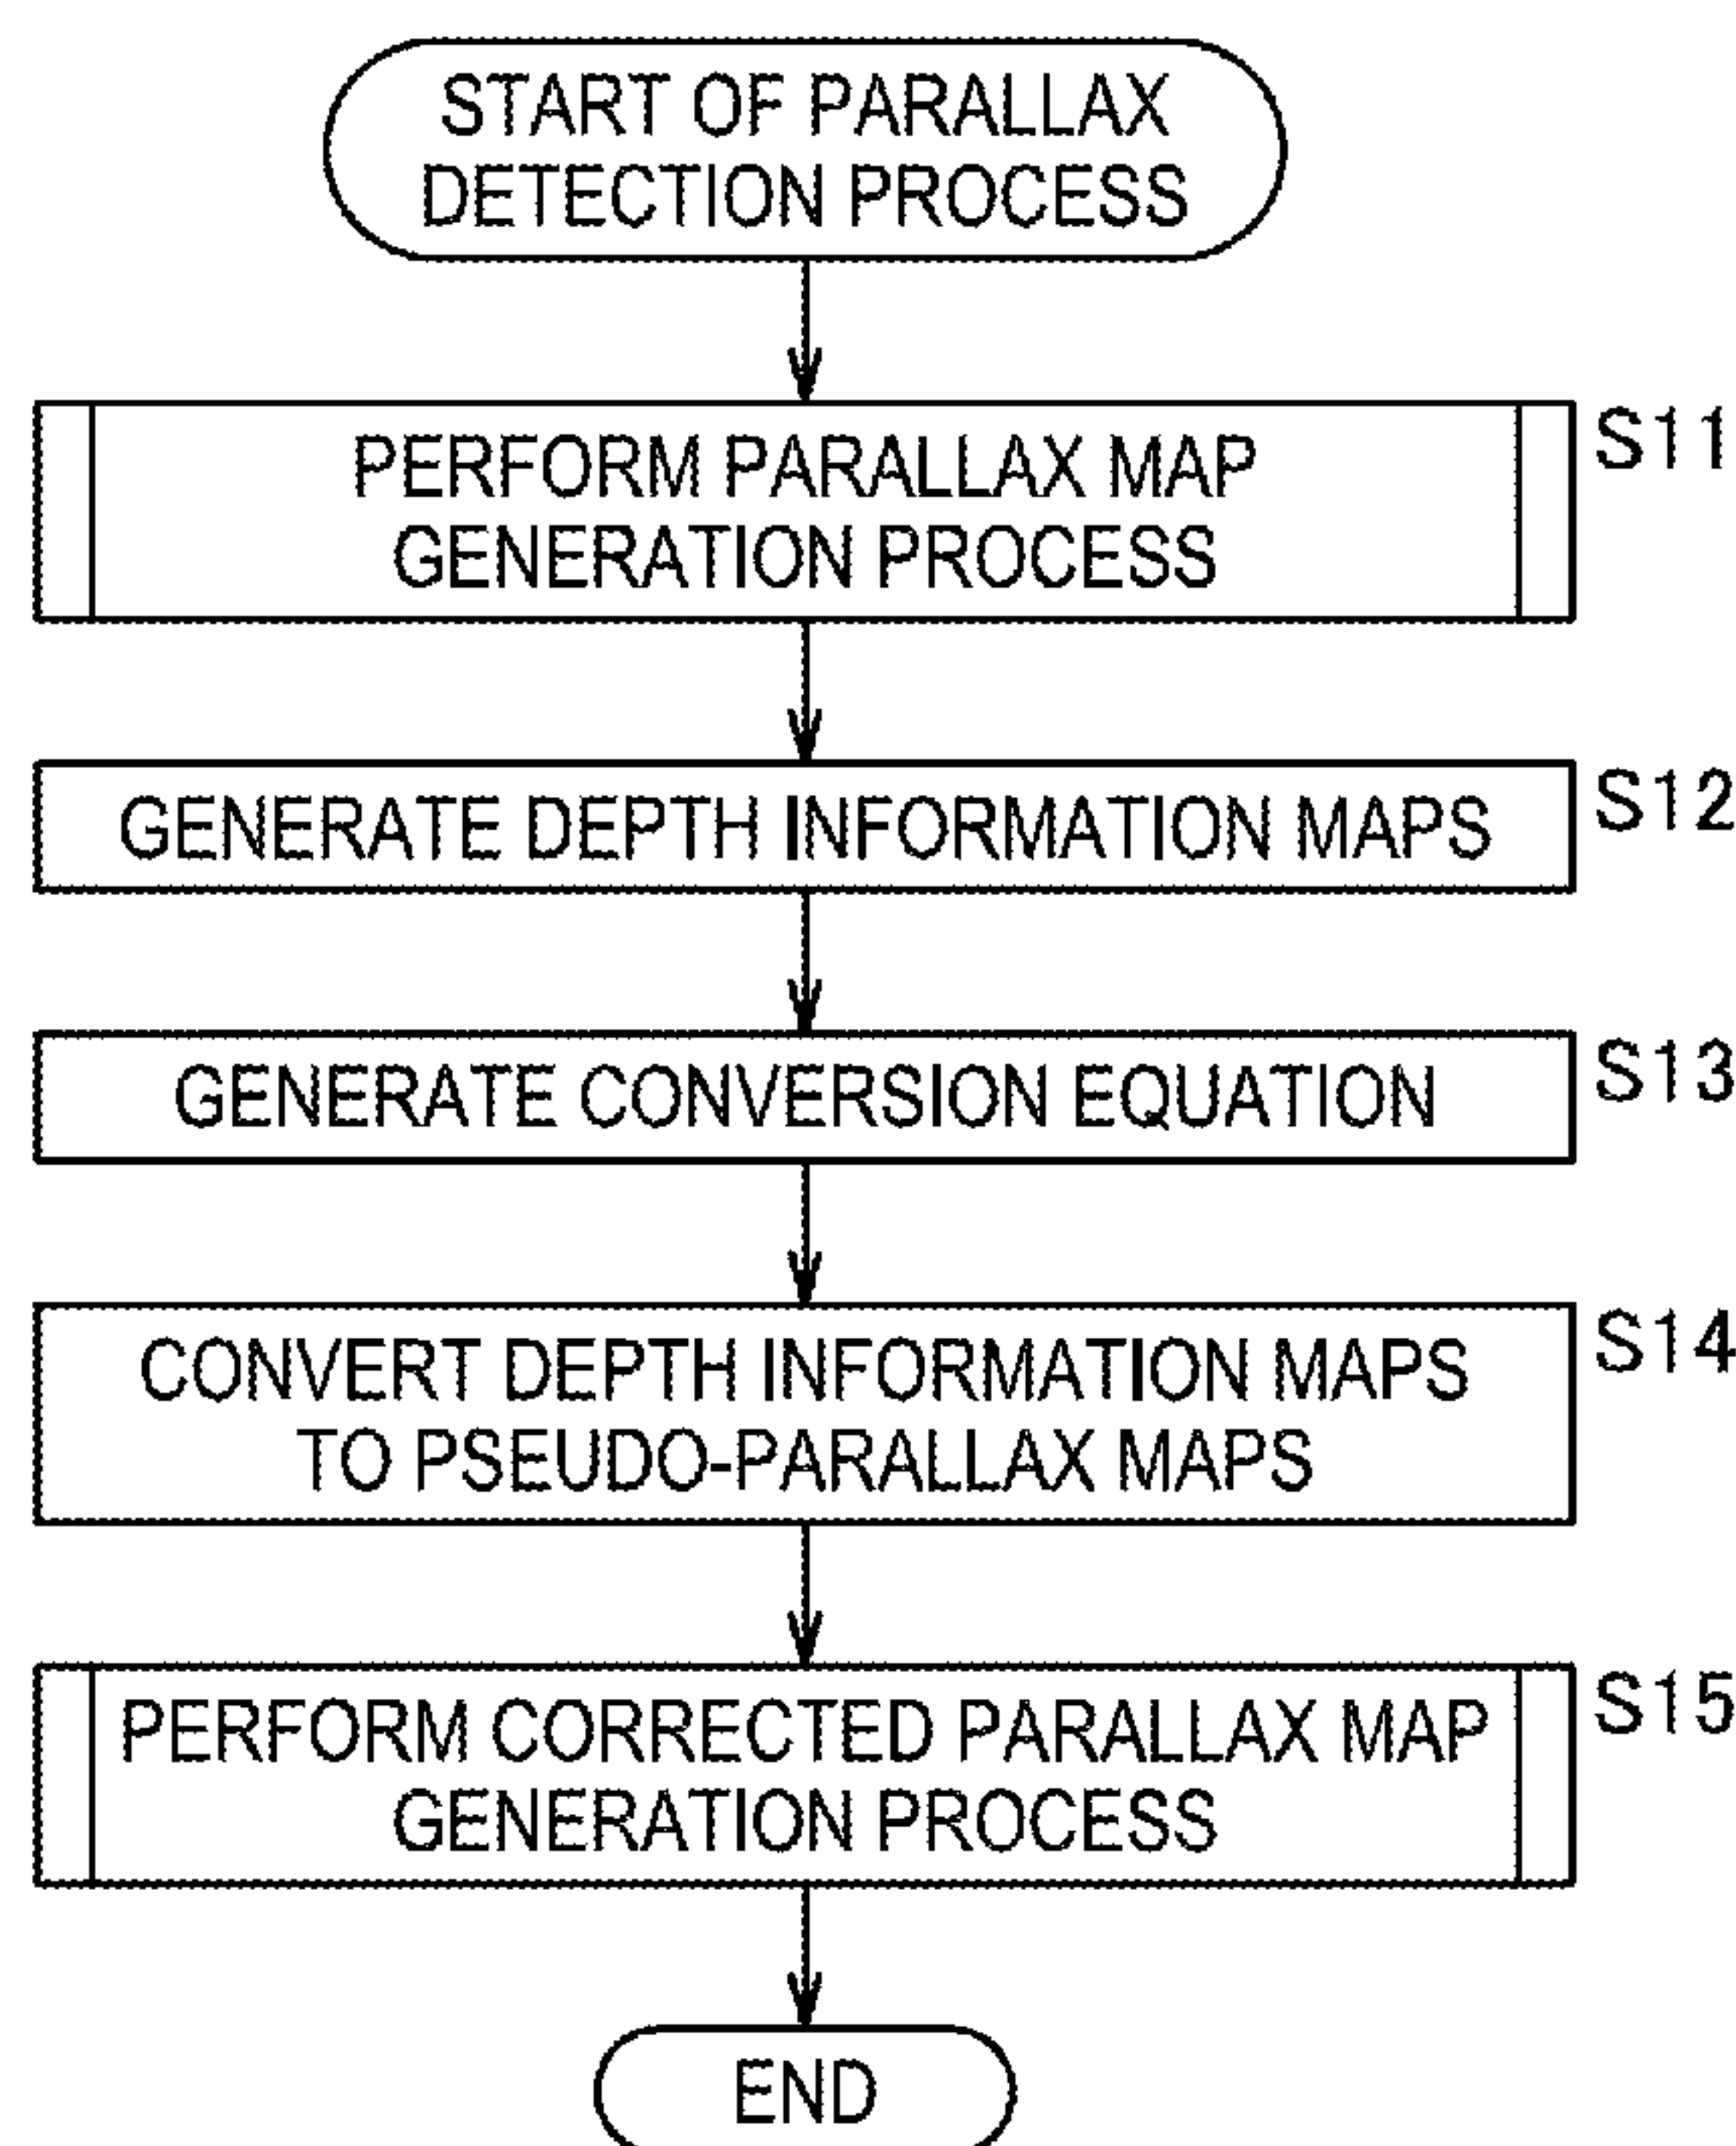 START OF PARALLAX
DETECTION PROCESS
PERFORM PARALLAX MAP
GENERATION PROCESS
S11
GENERATE DEPTH INFORMATION MAPS
S12
GENERATE CONVERSION EQUATION
S13
CONVERT DEPTH INFORMATION MAPS
TO PSEUDO-PARALLAX MAPS
S14
PERFORM CORRECTED PARALLAX MAP
GENERATION PROCESS
S15
END